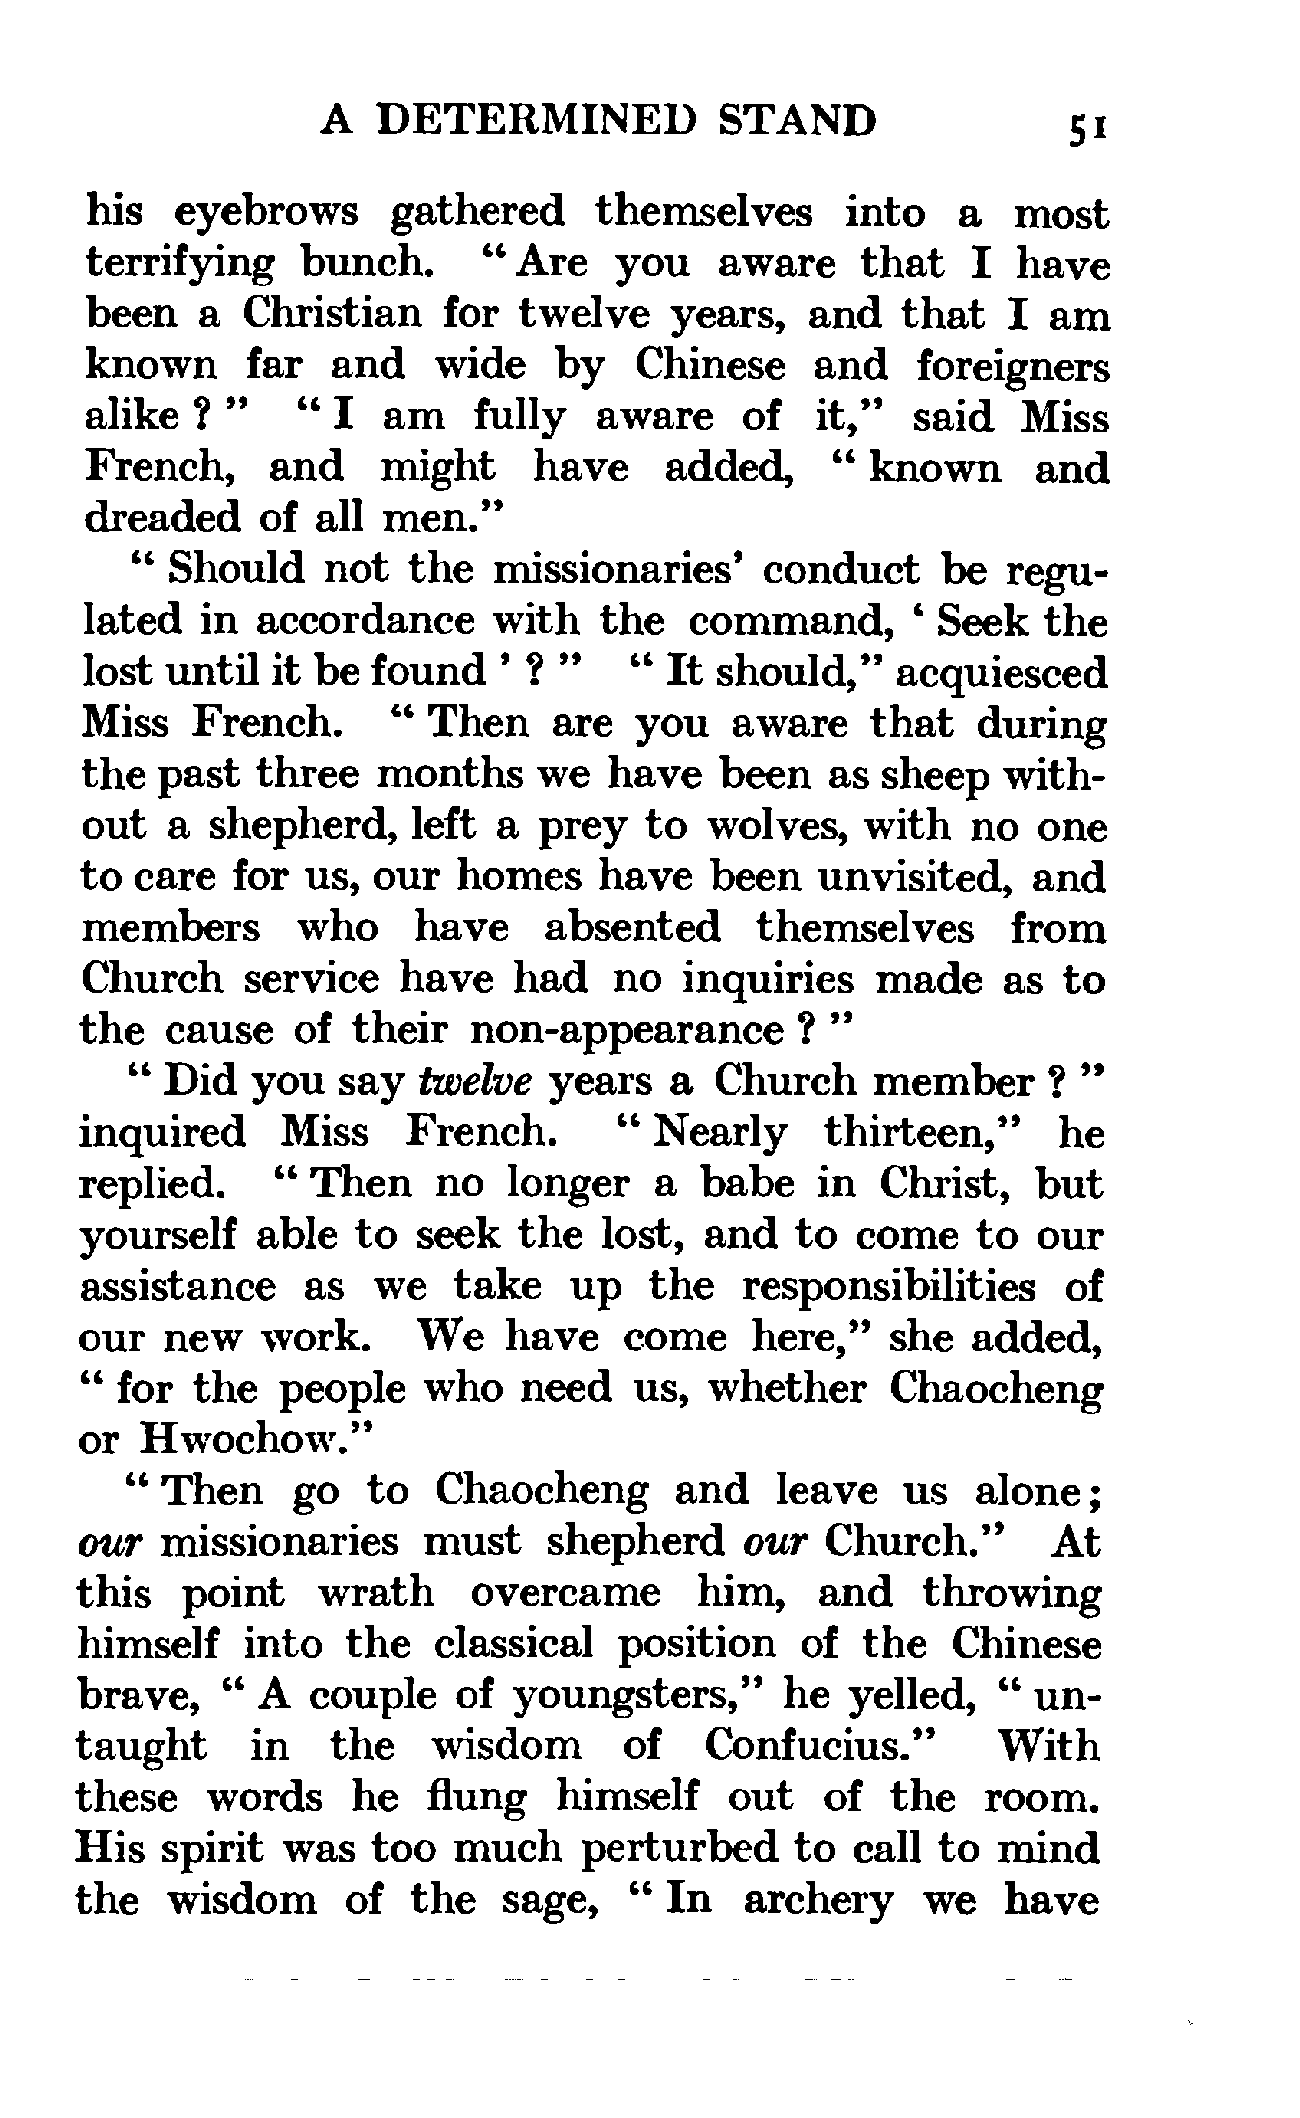 A DETERMINED STAND 51
his eyebrows gathered themselves into a most
terrifying bunch. “ Are you aware that I have
been a Christian for twelve years, and that I am
known far and wide by Chinese and foreigners
alike ? ” “ I am fully aware of it,” said Miss
French, and might have added, “ known and
dreaded of all men.”
“ Should not the missionaries’ conduct be regu-
lated in accordance with the command, ‘ Seek the
lost until it be found ’ ? ” “ It should,” acquiesced
Miss French. “ Then are you aware that during
the past three months we have been as sheep with-
out a shepherd, left a prey to wolves, with no one
to care for us, our homes have been unvisited, and
members who have absented themselves from
Church service have had no inquiries made as to
the cause of their non-appearance ? ”
“ Did you say twelve years a Church member ? ”
inquired Miss French. “ Nearly thirteen,” he
replied. “ Then no longer a babe in Christ, but
yourself able to seek the lost, and to come to our
assistance as we take up the responsibilities of
our new work. We have come here,” she added,
“ for the people who need us, whether Chaocheng
or Hwochow.”
“ Then go to Chaocheng and leave us alone ;
our missionaries must shepherd our Church.” At
this point wrath overcame him, and throwing
himself into the classical position of the Chinese
brave, “ A couple of youngsters,” he yelled, “ un-
taught in the wisdom of Confucius.” With
these words he flung himself out of the room.
His spirit was too much perturbed to call to mind
the wisdom of the sage, “ In archery we have